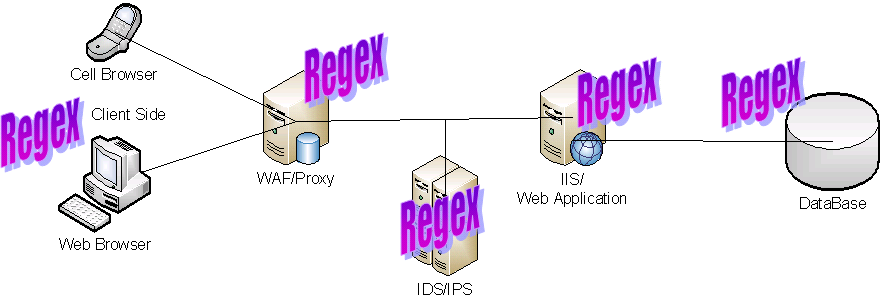 Cell Browser
Regex
Client Side
Web Browser
Regex
WAF/Proxy
Regex
IDS/IPS
Regex
IIS/
Web Application
Regex
DataBase